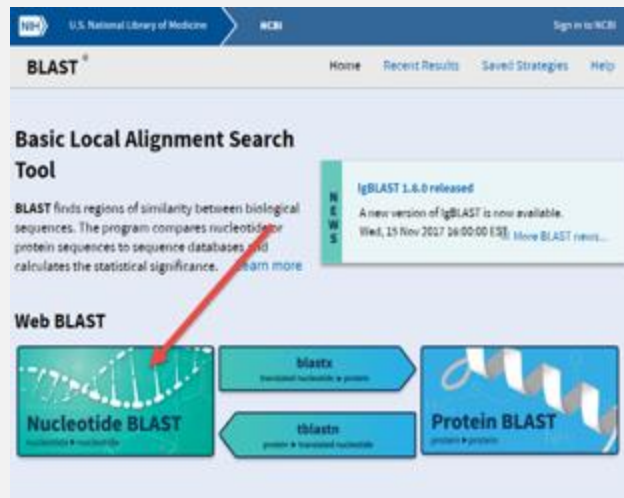 NIH U.S. National Library of Medicine NCBI Sign in to NCBI
BLAST ® Home Recent Results Saved Strategies Help
Basic Local Alignment Search
Tool
BLAST finds regions of similarity between biological
sequences. The program compares nucleotide or
protein sequences to sequence databases and
calculates the statistical significance. Learn more
NEWS
IgBLAST 1.8.0 released
A new version of IgBLAST is now available.
Wed, 15 Nov 2017 16:00:00 EST More BLAST news...
Web BLAST
Nucleotide BLAST
nucleotide ▸ nucleotide
blastx
translated nucleotide ▸ protein
tblastn
protein ▸ translated nucleotide
Protein BLAST
protein ▸ protein